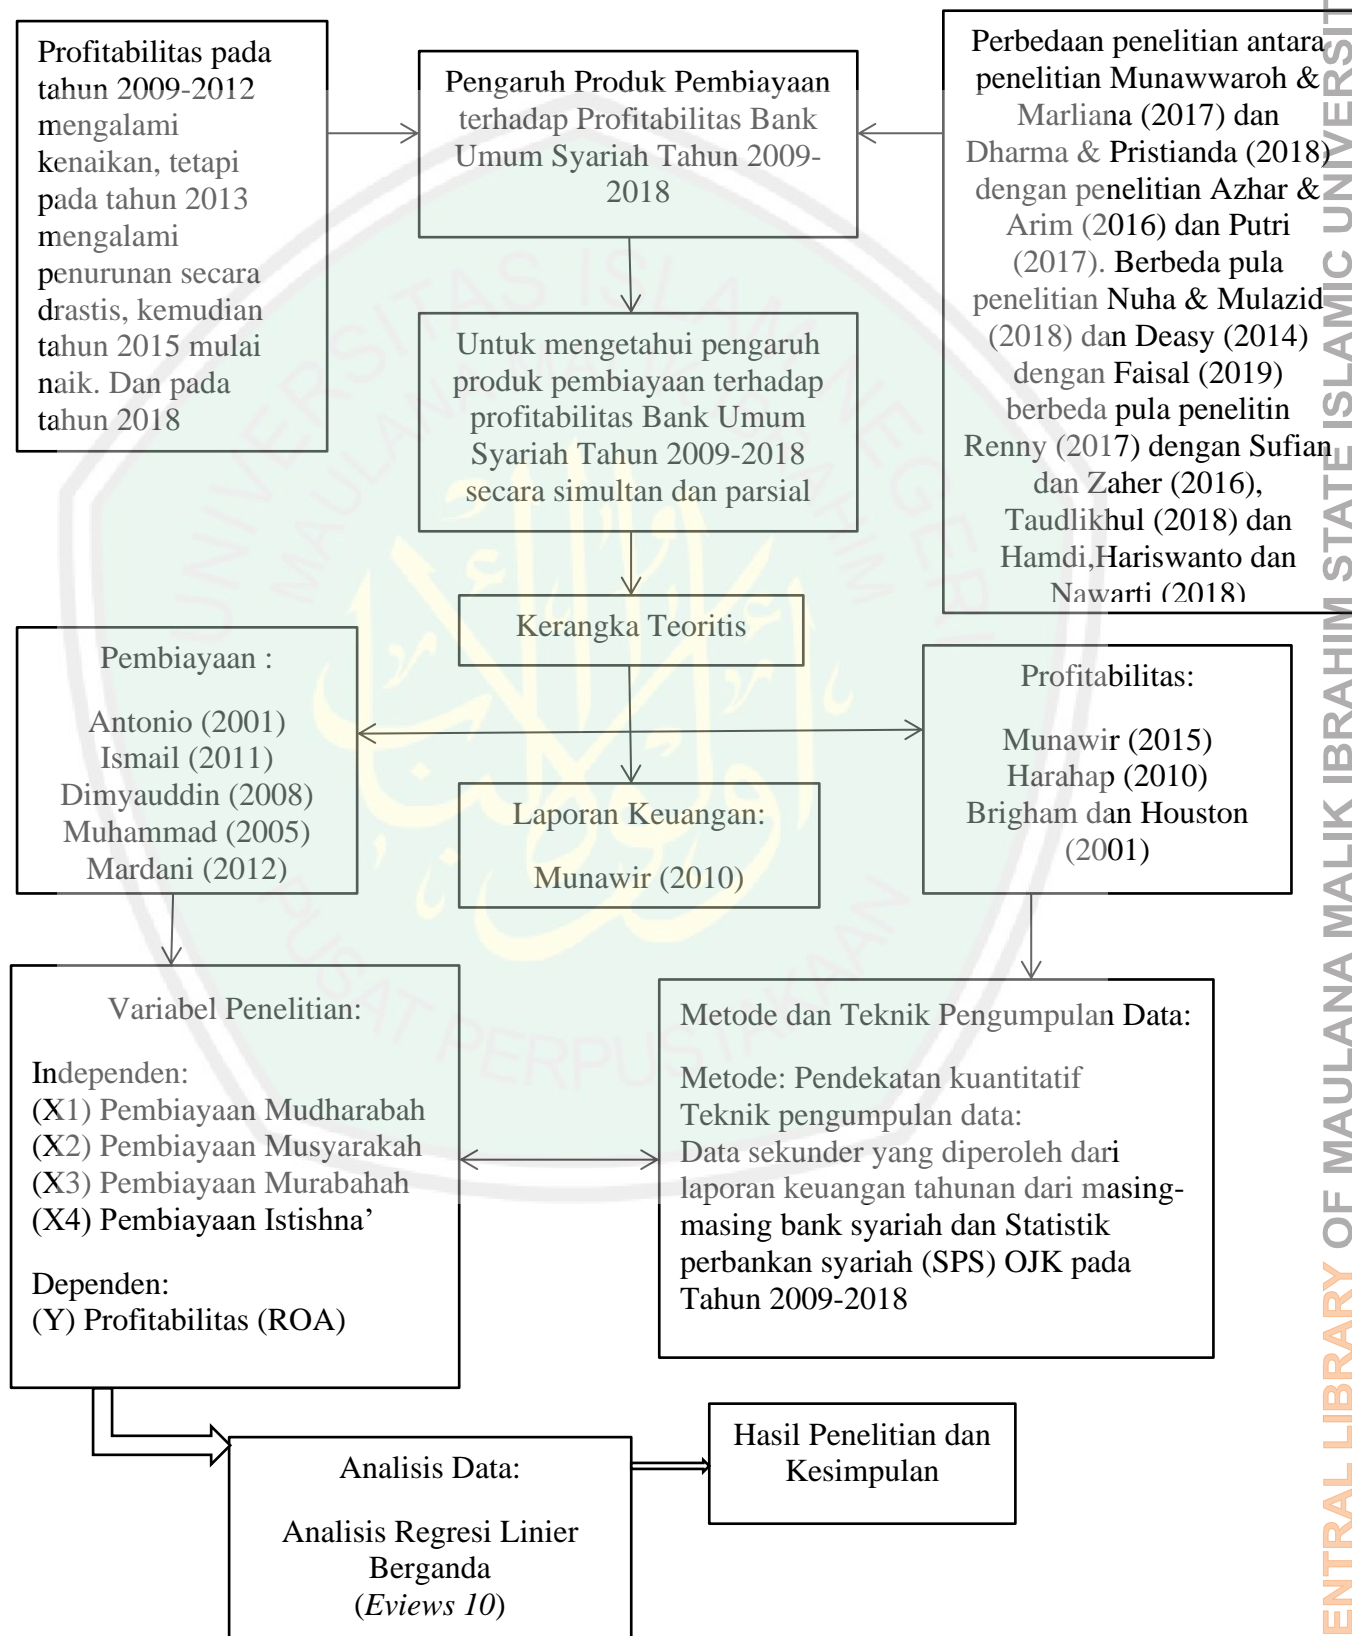 Profitabilitas pada
tahun 2009-2012
mengalami
kenaikan, tetapi
pada tahun 2013
mengalami
penurunan secara
drastis, kemudian
tahun 2015 mulai
naik. Dan pada
tahun 2018
Pengaruh Produk Pembiayaan
terhadap Profitabilitas Bank
Umum Syariah Tahun 2009-
2018
Perbedaan penelitian antara
penelitian Munawwaroh &
Marliana (2017) dan
Dharma & Pristianda (2018)
dengan penelitian Azhar &
Arim (2016) dan Putri
(2017). Berbeda pula
penelitian Nuha & Mulazid
(2018) dan Deasy (2014)
dengan Faisal (2019)
berbeda pula penelitin
Renny (2017) dengan Sufian
dan Zaher (2016),
Taudlikhul (2018) dan
Hamdi,Hariswanto dan
Nawarti (2018)
Untuk mengetahui pengaruh
produk pembiayaan terhadap
profitabilitas Bank Umum
Syariah Tahun 2009-2018
secara simultan dan parsial
Kerangka Teoritis
Pembiayaan :
Antonio (2001)
Ismail (2011)
Dimyauddin (2008)
Muhammad (2005)
Mardani (2012)
Laporan Keuangan:
Munawir (2010)
Profitabilitas:
Munawir (2015)
Harahap (2010)
Brigham dan Houston
(2001)
Variabel Penelitian:
Independen:
(X1) Pembiayaan Mudharabah
(X2) Pembiayaan Musyarakah
(X3) Pembiayaan Murabahah
(X4) Pembiayaan Istishna’
Dependen:
(Y) Profitabilitas (ROA)
Metode dan Teknik Pengumpulan Data:
Metode: Pendekatan kuantitatif
Teknik pengumpulan data:
Data sekunder yang diperoleh dari
laporan keuangan tahunan dari masing-
masing bank syariah dan Statistik
perbankan syariah (SPS) OJK pada
Tahun 2009-2018
Analisis Data:
Analisis Regresi Linier
Berganda
(Eviews 10)
Hasil Penelitian dan
Kesimpulan
UNIVERSITAS ISLAM NEGERI
MAULANA MALIK IBRAHIM
PUSAT PERPUSTAKAAN
ENTRAL LIBRARY OF MAULANA MALIK IBRAHIM STATE ISLAMIC UNIVERSIT